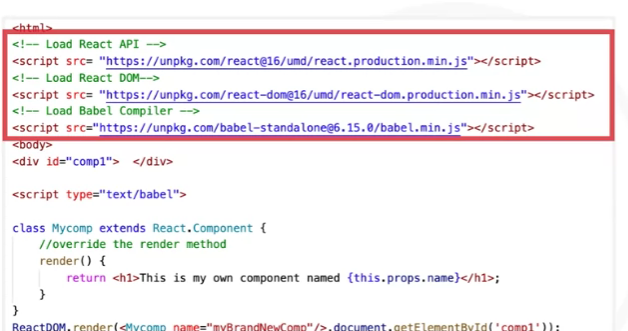 <html>
<!-- Load React API -->
<script src= "https://unpkg.com/react@16/umd/react.production.min.js"></script>
<!-- Load React DOM-->
<script src= "https://unpkg.com/react-dom@16/umd/react-dom.production.min.js"></script>
<!-- Load Babel Compiler -->
<script src="https://unpkg.com/babel-standalone@6.15.0/babel.min.js"></script>
<body>
<div id="comp1">  </div>
<script type="text/babel">
class Mycomp extends React.Component {
//override the render method
render() {
return <h1>This is my own component named {this.props.name}</h1>;
}
}
ReactDOM.render(<Mycomp name="myBrandNewComp"/>,document.getElementById('comp1'));